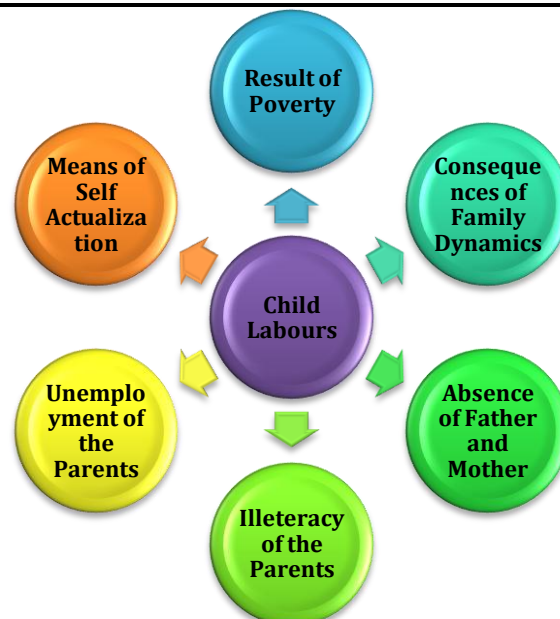 Result of
Poverty
Means of
Self
Actualiza
tion
Conseque
nces of
Family
Dynamics
Child
Labours
Unemplo
yment of
the
Parents
Absence
of Father
and
Mother
Illeteracy
of the
Parents